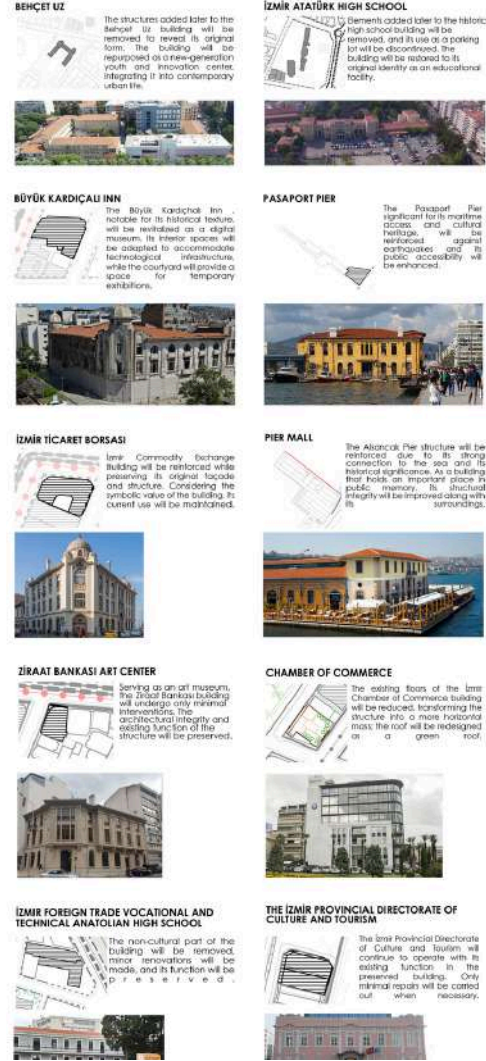 BEHÇET UZ
The structures added later to the
Behçet Uz building will be
removed to reveal its original
form. The building will be
repurposed as a new-generation
youth and innovation center,
integrating it into contemporary
urban life.
İZMİR ATATÜRK HIGH SCHOOL
Elements added later to the historic
high school building will be
removed, and its use as a parking
lot will be discontinued. The
building will be restored to its
original identity as an educational
facility.
BÜYÜK KARDIÇALI INN
The Büyük Kardıçalı Inn ,
notable for its historical texture,
will be revitalized as a digital
museum. Its interior spaces will
be adapted to accommodate
technological infrastructure,
while the courtyard will provide a
space for temporary
exhibitions.
PASAPORT PIER
The Pasaport Pier
significant for its maritime
access and cultural
heritage, will be
reinforced against
earthquakes and its
public accessibility will
be enhanced.
İZMİR TİCARET BORSASI
İzmir Commodity Exchange
Building will be reinforced while
preserving its original façade
and structure. Considering the
symbolic value of the building, its
current use will be maintained.
PIER MALL
The Alsancak Pier structure will be
reinforced due to its strong
connection to the sea and its
historical significance. As a building
that holds an important place in
public memory, its structural
integrity will be improved along with
its surroundings.
ZİRAAT BANKASI ART CENTER
Serving as an art museum,
the Ziraat Bankası building
will undergo only minimal
interventions. The
architectural integrity and
existing function of the
structure will be preserved.
CHAMBER OF COMMERCE
The existing floors of the İzmir
Chamber of Commerce building
will be reduced, transforming the
structure into a more horizontal
mass; the roof will be redesigned
as a green roof.
İZMIR FOREIGN TRADE VOCATIONAL AND
TECHNICAL ANATOLIAN HIGH SCHOOL
The non-cultural part of the
building will be removed,
minor renovations will be
made, and its function will be
p r e s e r v e d .
THE İZMİR PROVINCIAL DIRECTORATE OF
CULTURE AND TOURISM
The İzmir Provincial Directorate
of Culture and Tourism will
continue to operate with its
existing function in the
preserved building. Only
minimal repairs will be carried
out when necessary.